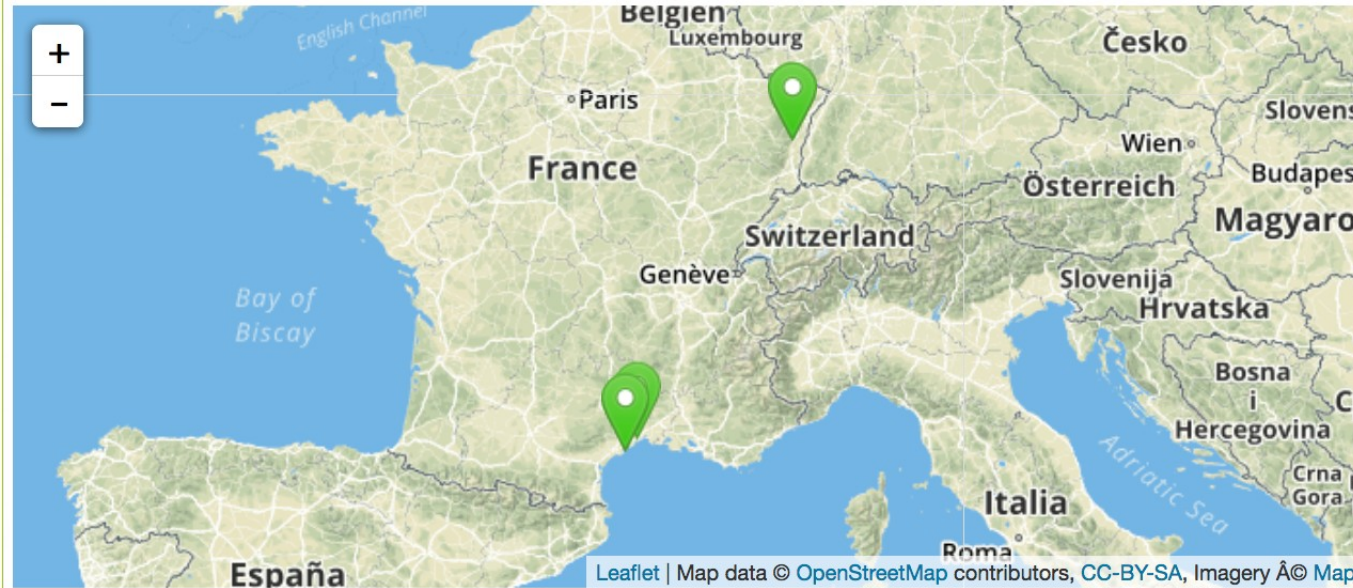 +
−
English Channel
Belgien
Luxembourg
Česko
Paris
Slovens
France
Wien
Budapes
Österreich
Magyaro
Switzerland
Genève
Slovenija
Hrvatska
Bay of
Biscay
Bosna
i
Hercegovina
C
Adriatic Sea
Crna
Gora
Italia
Roma
España
Leaflet | Map data © OpenStreetMap contributors, CC-BY-SA, Imagery Â© Map